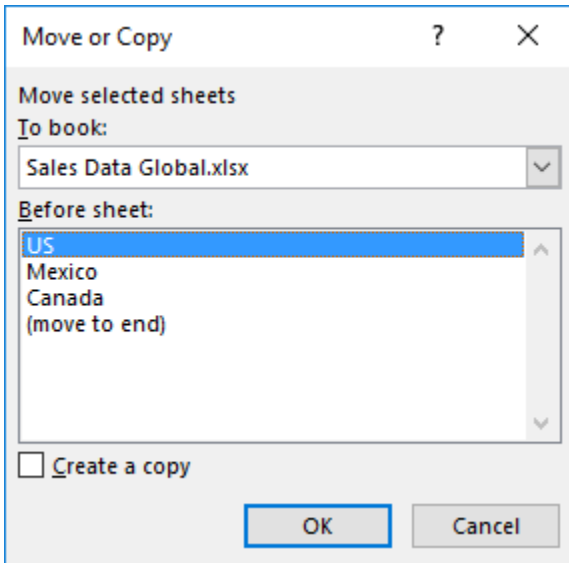 Move or Copy ?
Move selected sheets
To book:
Sales Data Global.xlsx
Before sheet:
US
Mexico
Canada
(move to end)
Create a copy
OK Cancel